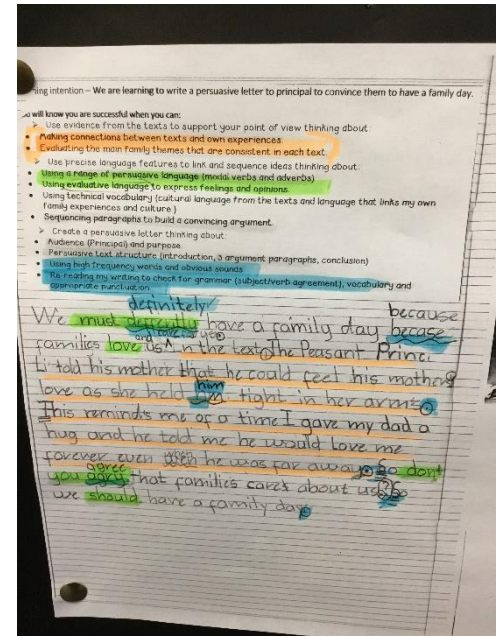 ning intention – We are learning to write a persuasive letter to principal to convince them to have a family day.
u will know you are successful when you can:
➤ Use evidence from the texts to support your point of view thinking about:
• Making connections between texts and own experiences
• Evaluating the main family themes that are consistent in each text.
➤ Use precise language features to link and sequence ideas thinking about:
• Using a range of persuasive language (modal verbs and adverbs)
• Using evaluative language to express feelings and opinions
• Using technical vocabulary (cultural language from the texts and language that links my own
family experiences and culture )
• Sequencing paragraphs to build a convincing argument
➤ Create a persuasive letter thinking about:
• Audience (Principal) and purpose
• Persuasive text structure (introduction, 3 argument paragraphs, conclusion)
• Using high frequency words and obvious sounds
• Re-reading my writing to check for grammar (subject/verb agreement), vocabulary and
appropriate punctuation.
definitely because
We must have a family day becase
families love us In the text The Peasant Princ
Li told his mother that he could feel his mothers
him
love as she held tight in her arms.
This reminds me of a time I gave my dad a
hug and he told me he would love me
forever even when he was far away. So dont
agree
you that families care about us? So
we should have a family day.